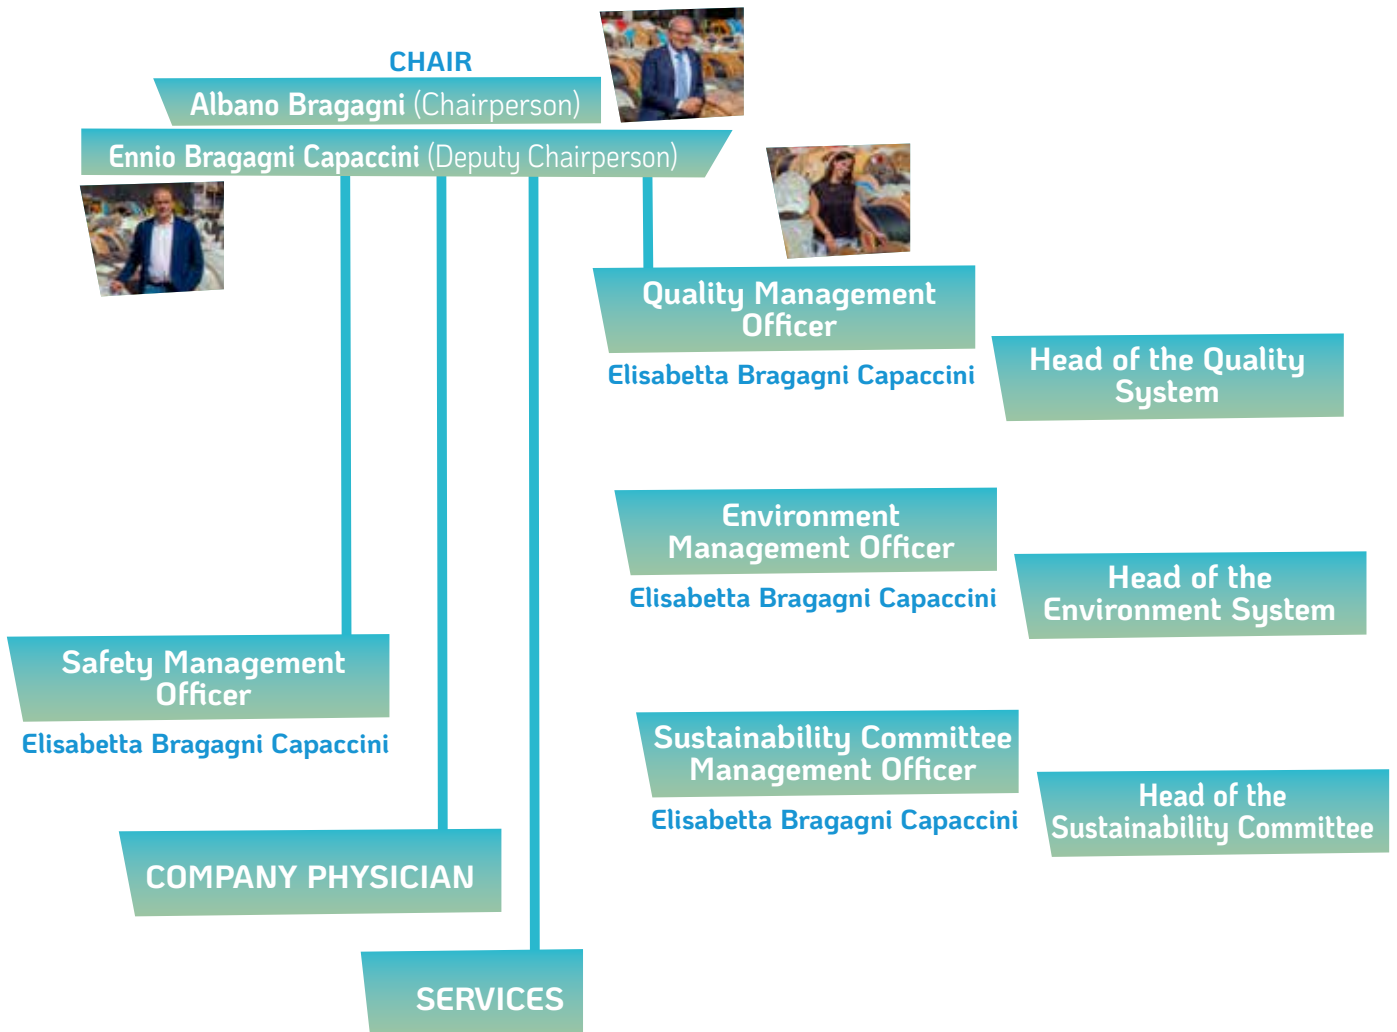 CHAIR
Albano Bragagni (Chairperson)
Ennio Bragagni Capaccini (Deputy Chairperson)
Quality Management
Officer
Elisabetta Bragagni Capaccini
Head of the Quality
System
Environment
Management Officer
Elisabetta Bragagni Capaccini
Head of the
Environment System
Safety Management
Officer
Elisabetta Bragagni Capaccini
Sustainability Committee
Management Officer
Elisabetta Bragagni Capaccini
Head of the
Sustainability Committee
COMPANY PHYSICIAN
SERVICES